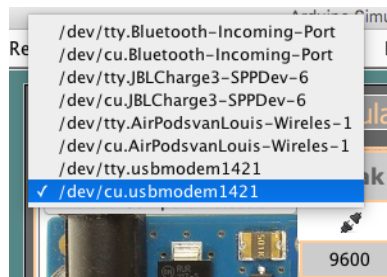 /dev/tty.Bluetooth-Incoming-Port
/dev/cu.Bluetooth-Incoming-Port
/dev/tty.JBLCharge3-SPPDev-6
/dev/cu.JBLCharge3-SPPDev-6
/dev/tty.AirPodsvanLouis-Wireles-1
/dev/cu.AirPodsvanLouis-Wireles-1
/dev/tty.usbmodem1421
✓ /dev/cu.usbmodem1421
9600